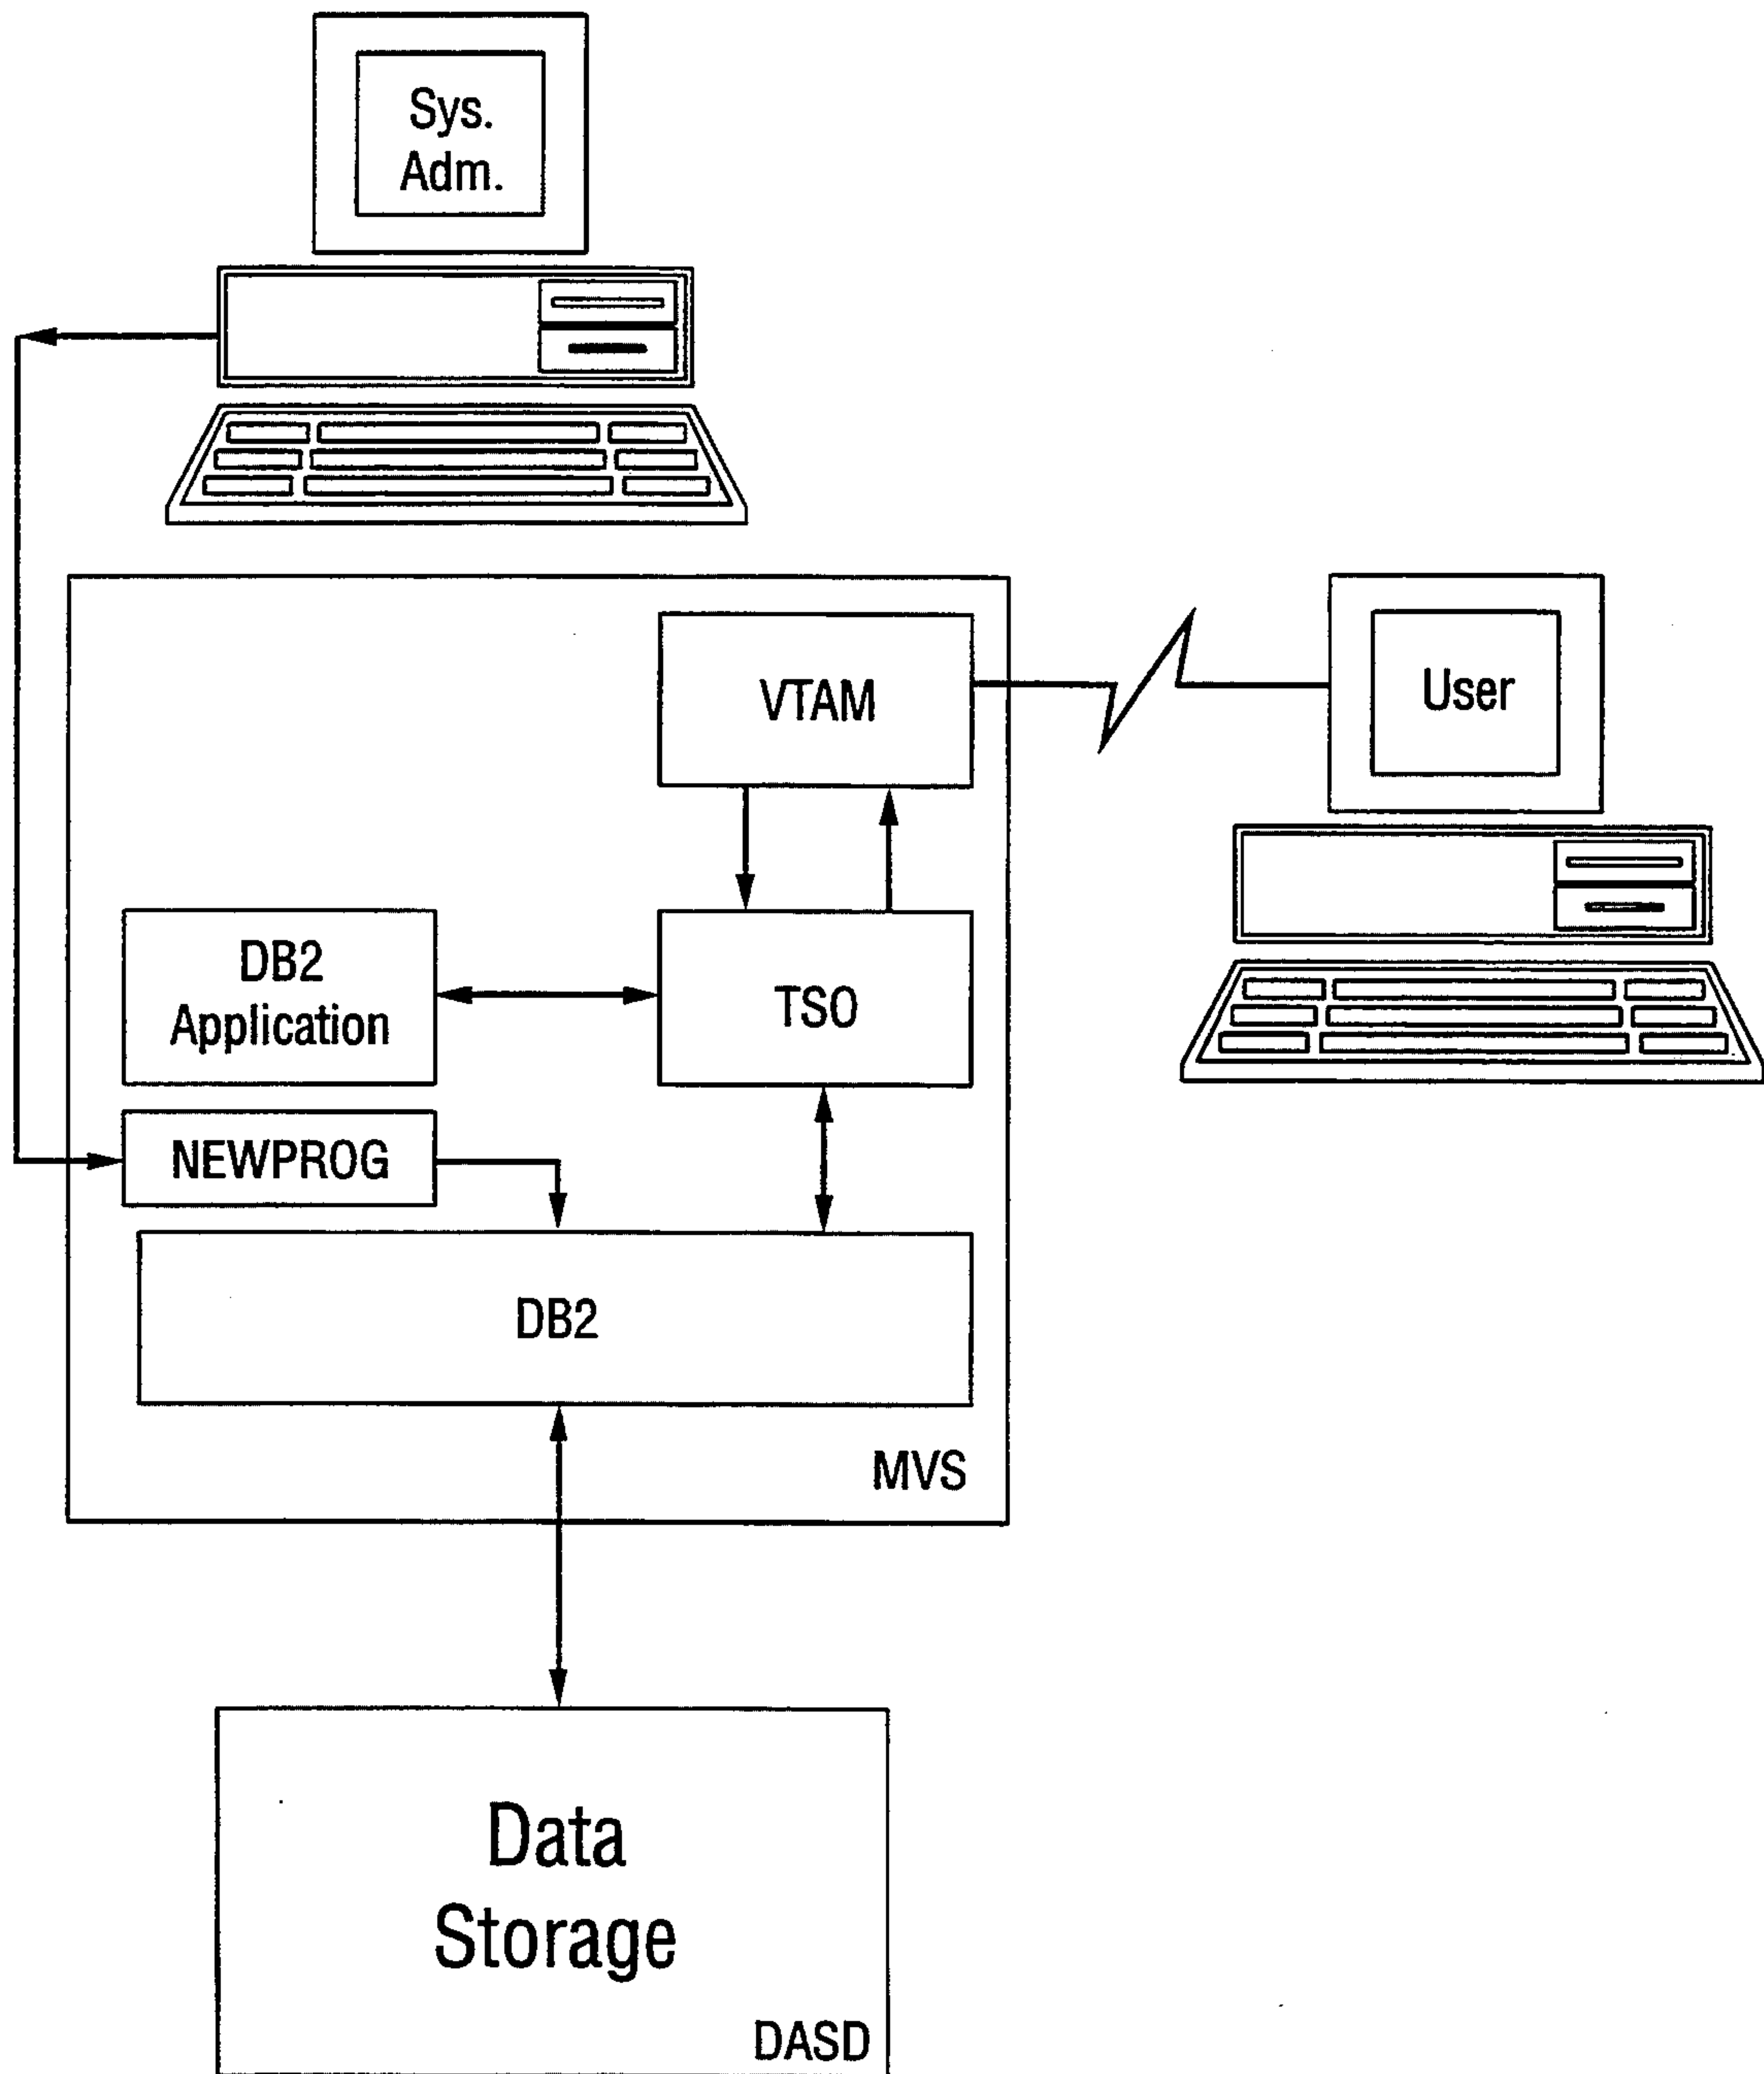 Sys.
Adm.
VTAM
User
DB2
Application
TSO
NEWPROG
DB2
MVS
Data
Storage
DASD